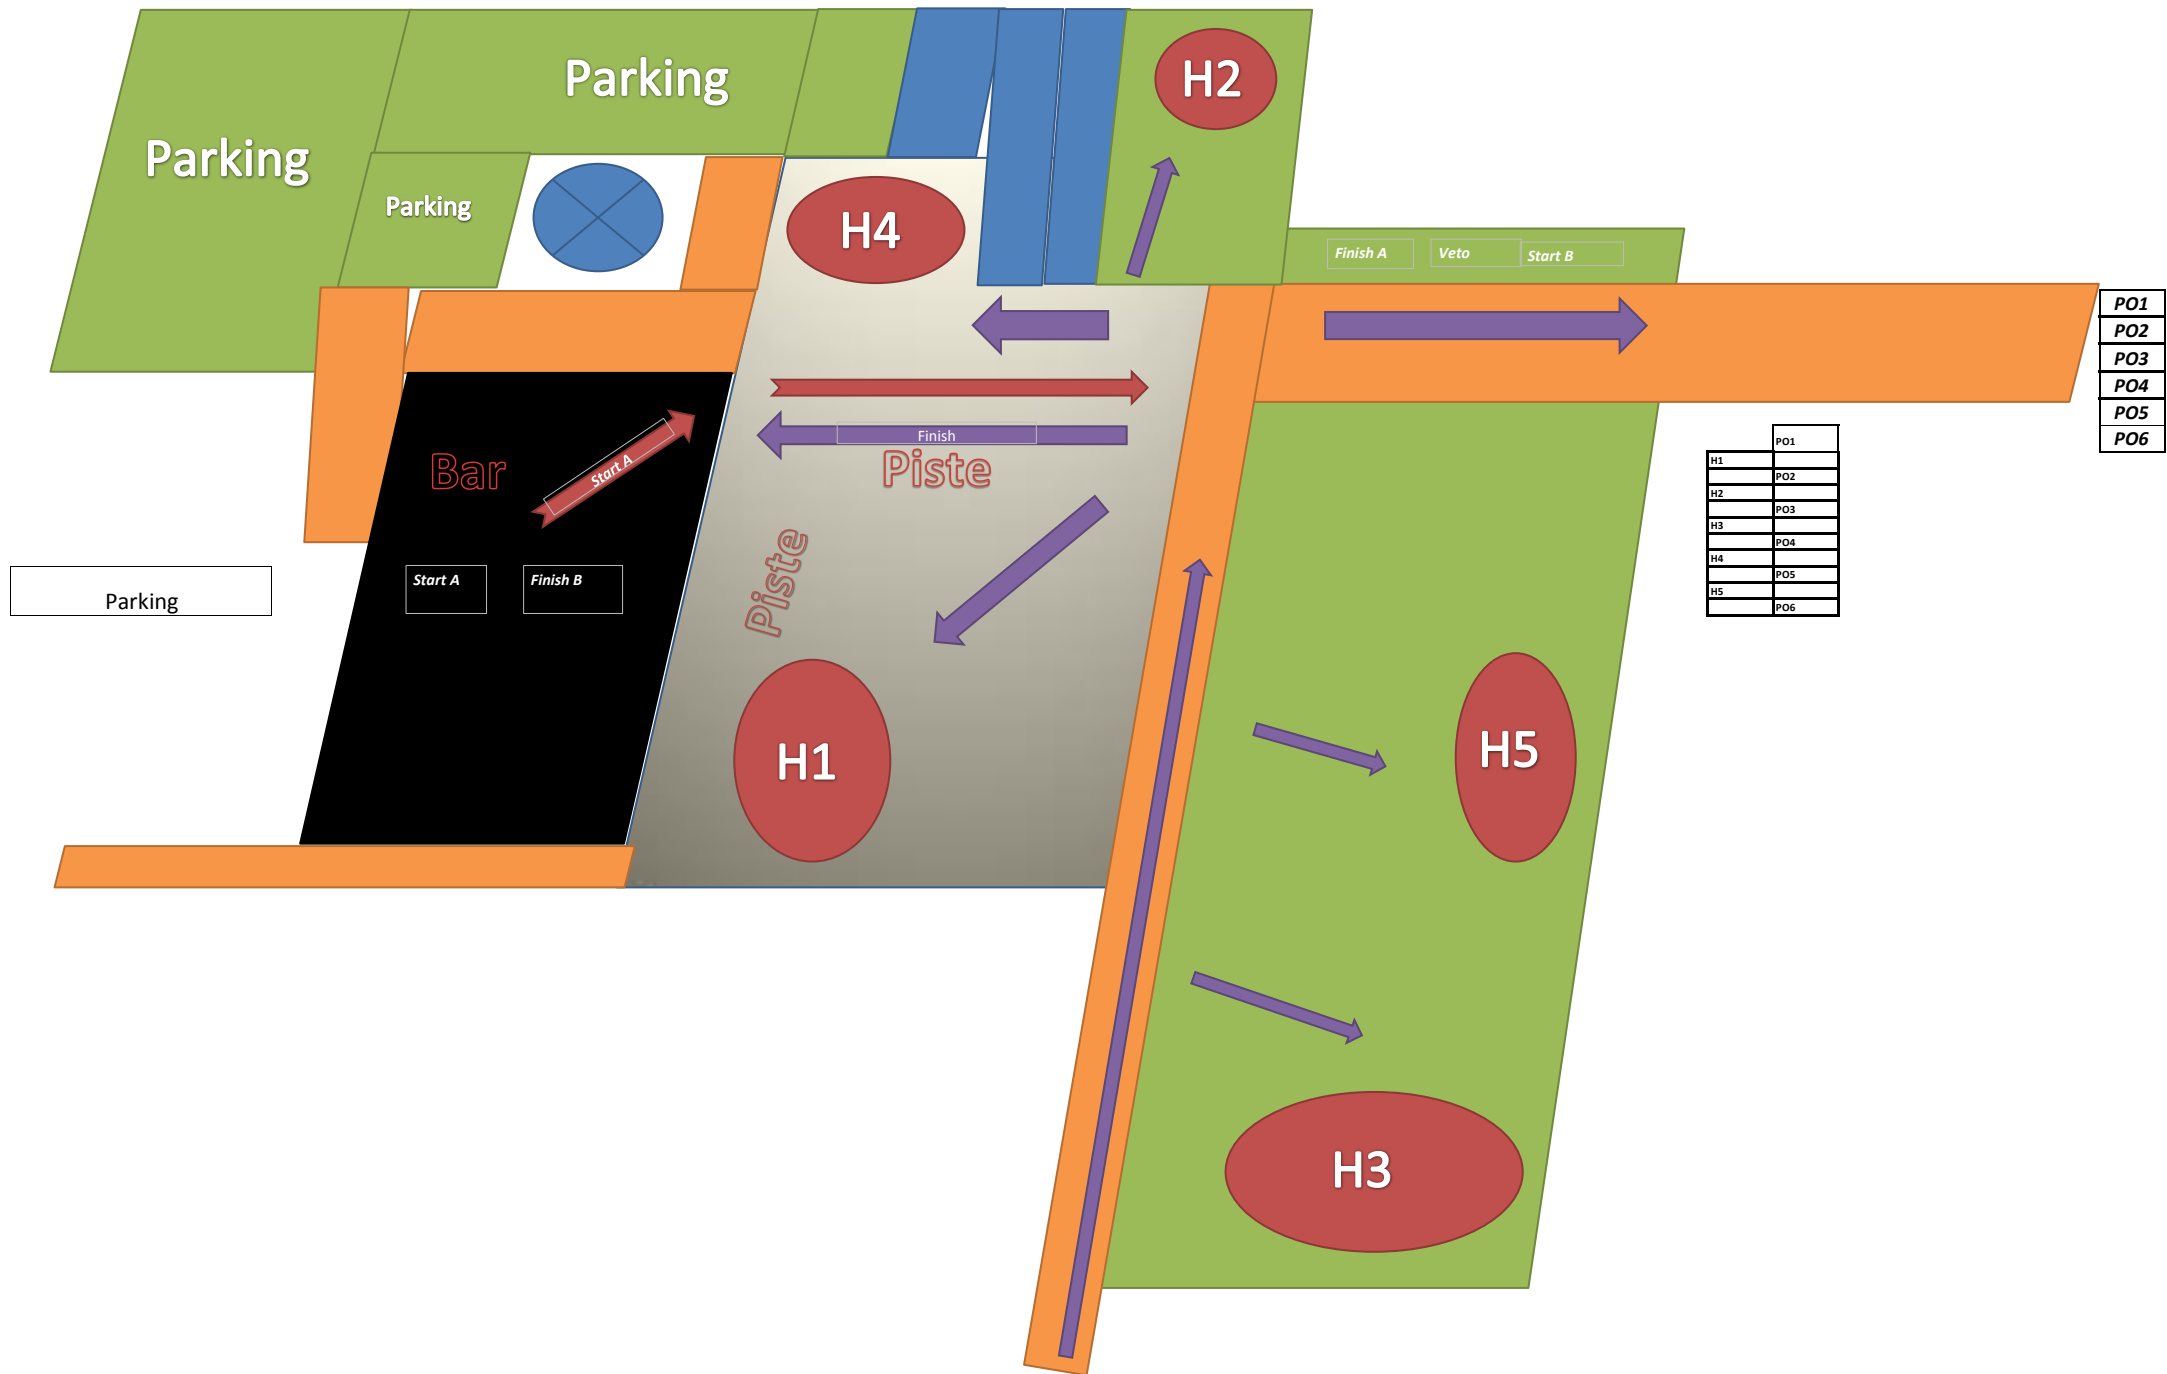 Parking
H2
Parking
Parking
H4
Finish A
Veto
Start B
PO1
PO2
PO3
PO4
PO5
PO6
Bar
Start A
Finish
Piste
PO1
H1
PO2
H2
PO3
H3
PO4
H4
PO5
H5
PO6
Piste
Parking
Start A
Finish B
H1
H5
H3